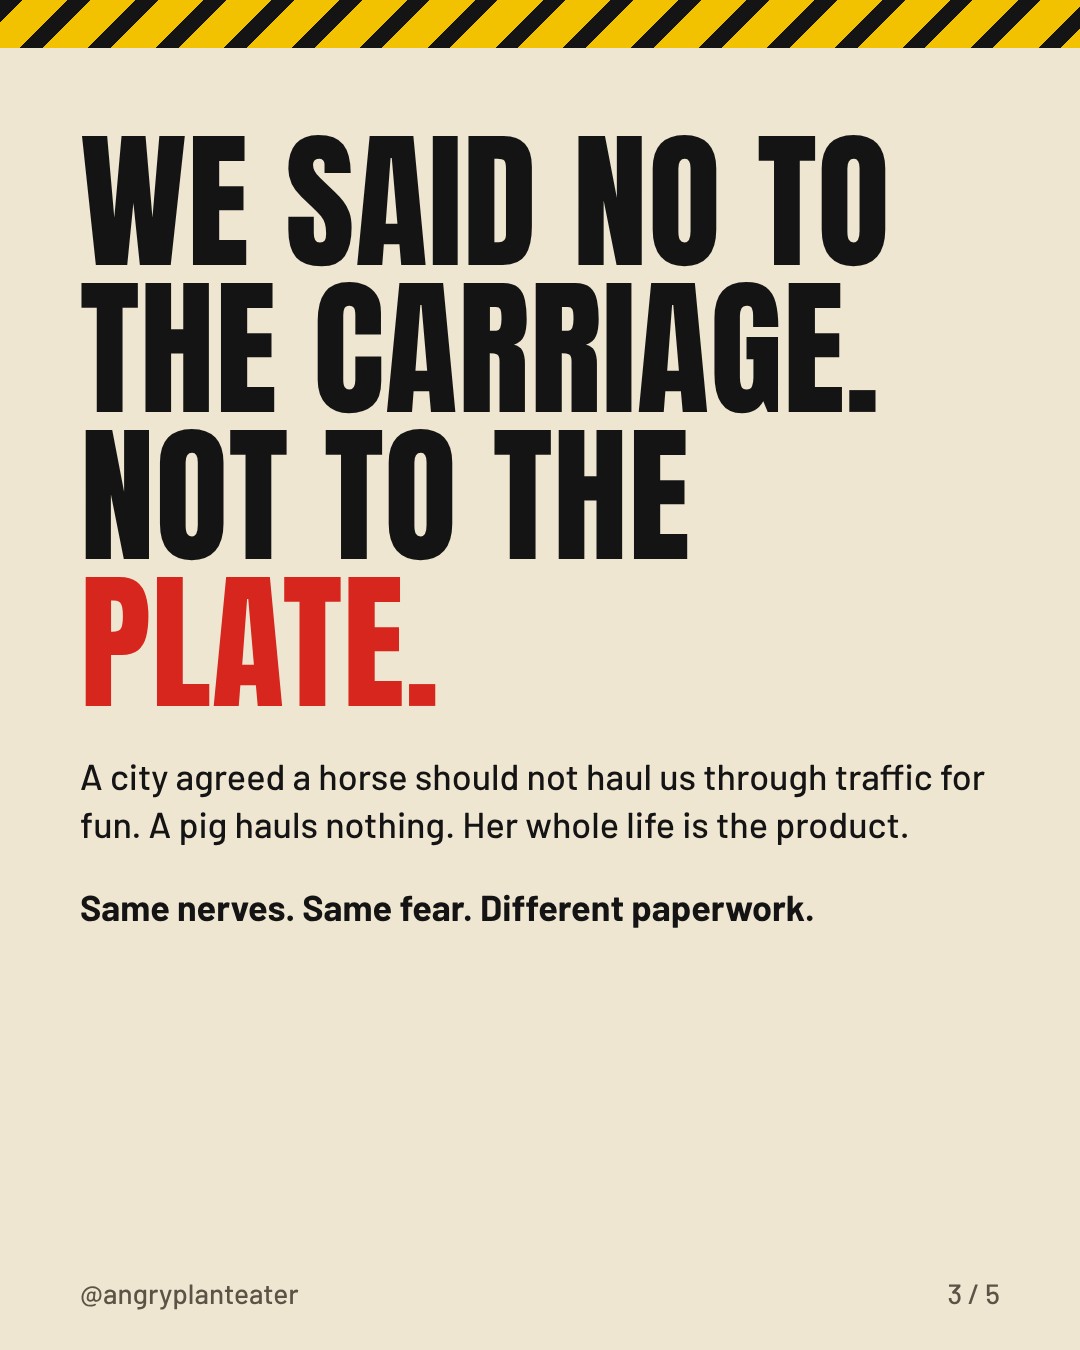 WE SAID NO TO
THE CARRIAGE.
NOT TO THE
PLATE.
A city agreed a horse should not haul us through traffic for
fun. A pig hauls nothing. Her whole life is the product.
Same nerves. Same fear. Different paperwork.
@angryplanteater
3 / 5